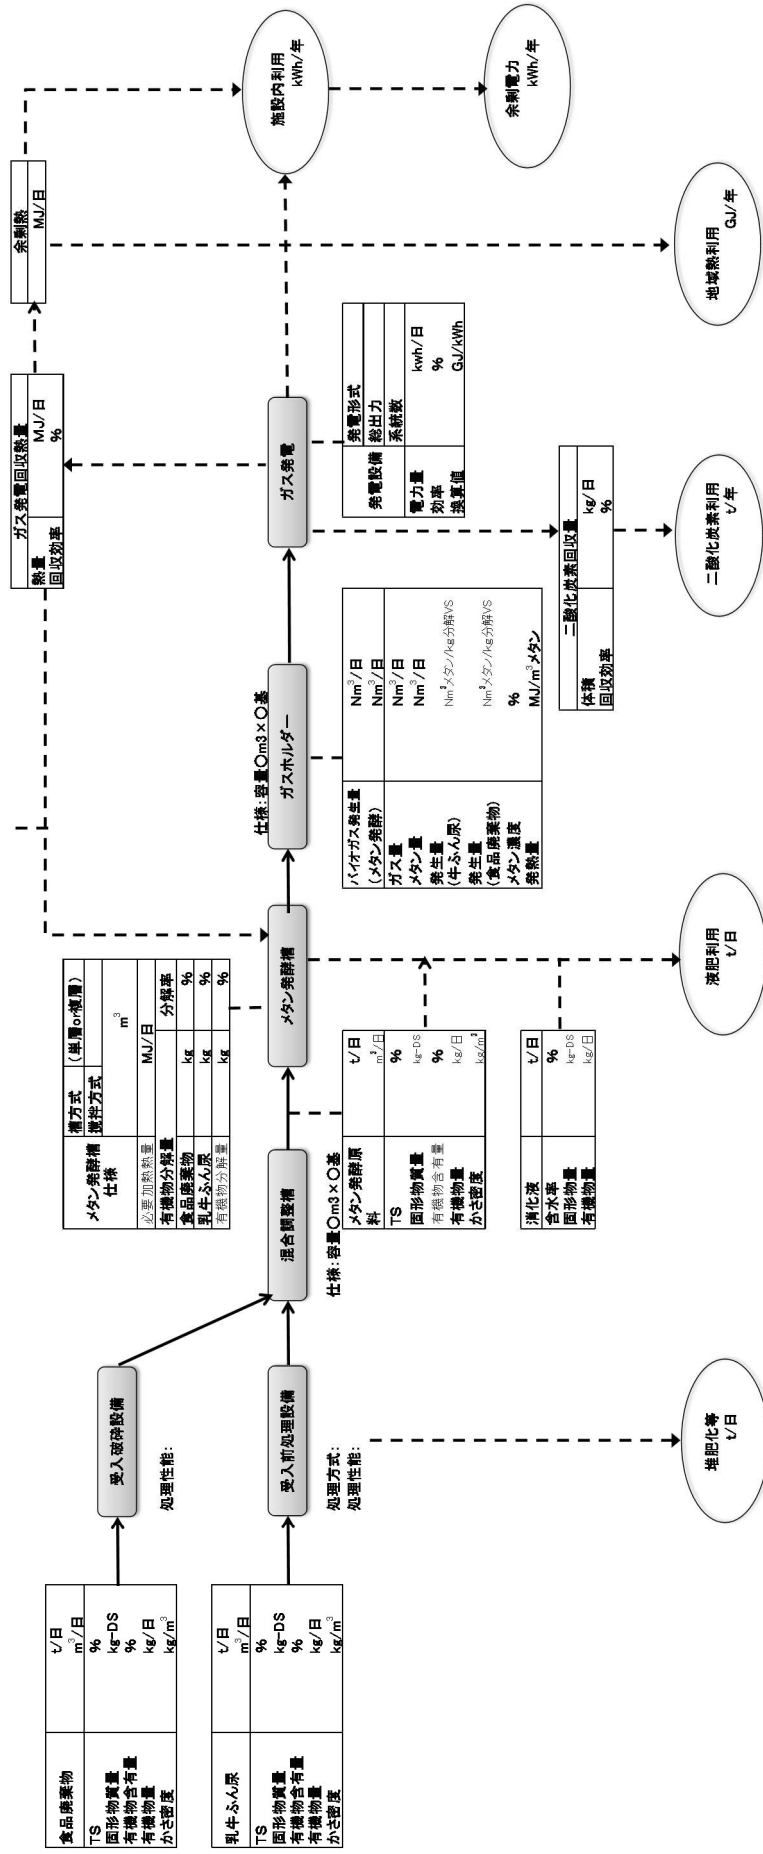 食品廃棄物
t/日
m³/日
TS %
固形物質量 kg-DS
有機物含有量 %
有機物量 kg/日
かさ密度 kg/m³
乳牛ふん尿
t/日
m³/日
TS %
固形物質量 kg-DS
有機物含有量 %
有機物量 kg/日
かさ密度 kg/m³
受入破砕設備
処理性能:
受入前処理設備
処理方式:
処理性能:
堆肥化等
t/日
混合調整槽
仕様:容量〇m3×〇基
メタン発酵槽
仕様
槽方式 (単層or複層)
攪拌方式
m³
必要加熱熱量 MJ/日
有機物分解量 分解率
食品廃棄物 kg %
乳牛ふん尿 kg %
有機物分解量 kg %
メタン発酵原
料
t/日
m³/日
TS %
固形物質量 kg-DS
有機物含有量 %
有機物量 kg/日
かさ密度 kg/m³
消化液 t/日
含水率 %
固形物量 kg-DS
有機物量 kg/日
メタン発酵槽
液肥利用
t/日
仕様:容量〇m3×〇基
ガスホルダー
バイオガス発生量 Nm³/日
(メタン発酵) Nm³/日
ガス量 Nm³/日
メタン量 Nm³/日
発生量
(牛ふん尿)
Nm³メタン/kg分解VS
発生量
(食品廃棄物)
Nm³メタン/kg分解VS
メタン濃度 %
発熱量 MJ/m³メタン
ガス発電回収熱量
熱量 MJ/日
回収効率 %
ガス発電
発電設備
発電形式
総出力
系統数
電力量 kwh/日
効率 %
換算値 GJ/kWh
二酸化炭素回収量
体積 kg/日
回収効率 %
二酸化炭素利用
t/年
余剰熱
MJ/日
地域熱利用
GJ/年
施設内利用
kWh/年
余剰電力
kWh/年